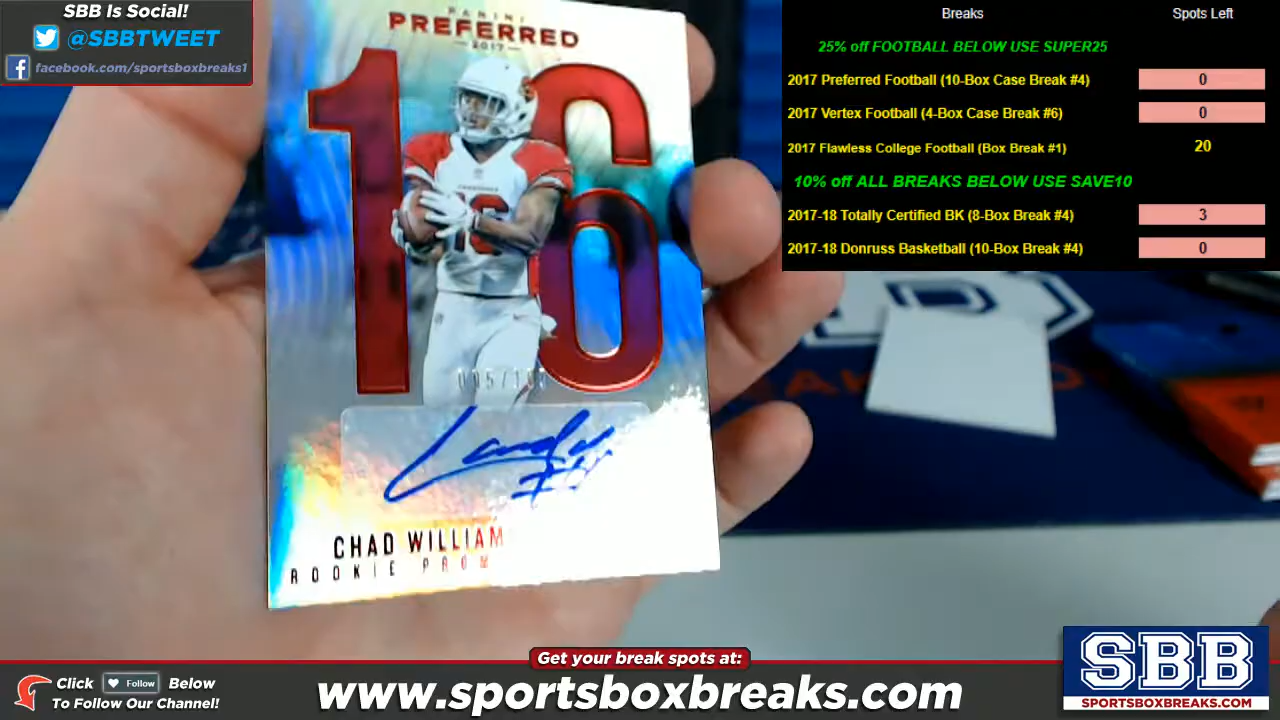 SBB Is Social!
@SBBTWEET
facebook.com/sportsboxbreaks1
Breaks Spots Left
25% off FOOTBALL BELOW USE SUPER25
2017 Preferred Football (10-Box Case Break #4) 0
2017 Vertex Football (4-Box Case Break #6) 0
2017 Flawless College Football (Box Break #1) 20
10% off ALL BREAKS BELOW USE SAVE10
2017-18 Totally Certified BK (8-Box Break #4) 3
2017-18 Donruss Basketball (10-Box Break #4) 0
PANINI
PREFERRED
2017
16
CHAD WILLIAM
ROOKIE PROM
Get your break spots at:
www.sportsboxbreaks.com
Click Follow Below
To Follow Our Channel!
SBB
SPORTSBOXBREAKS.COM